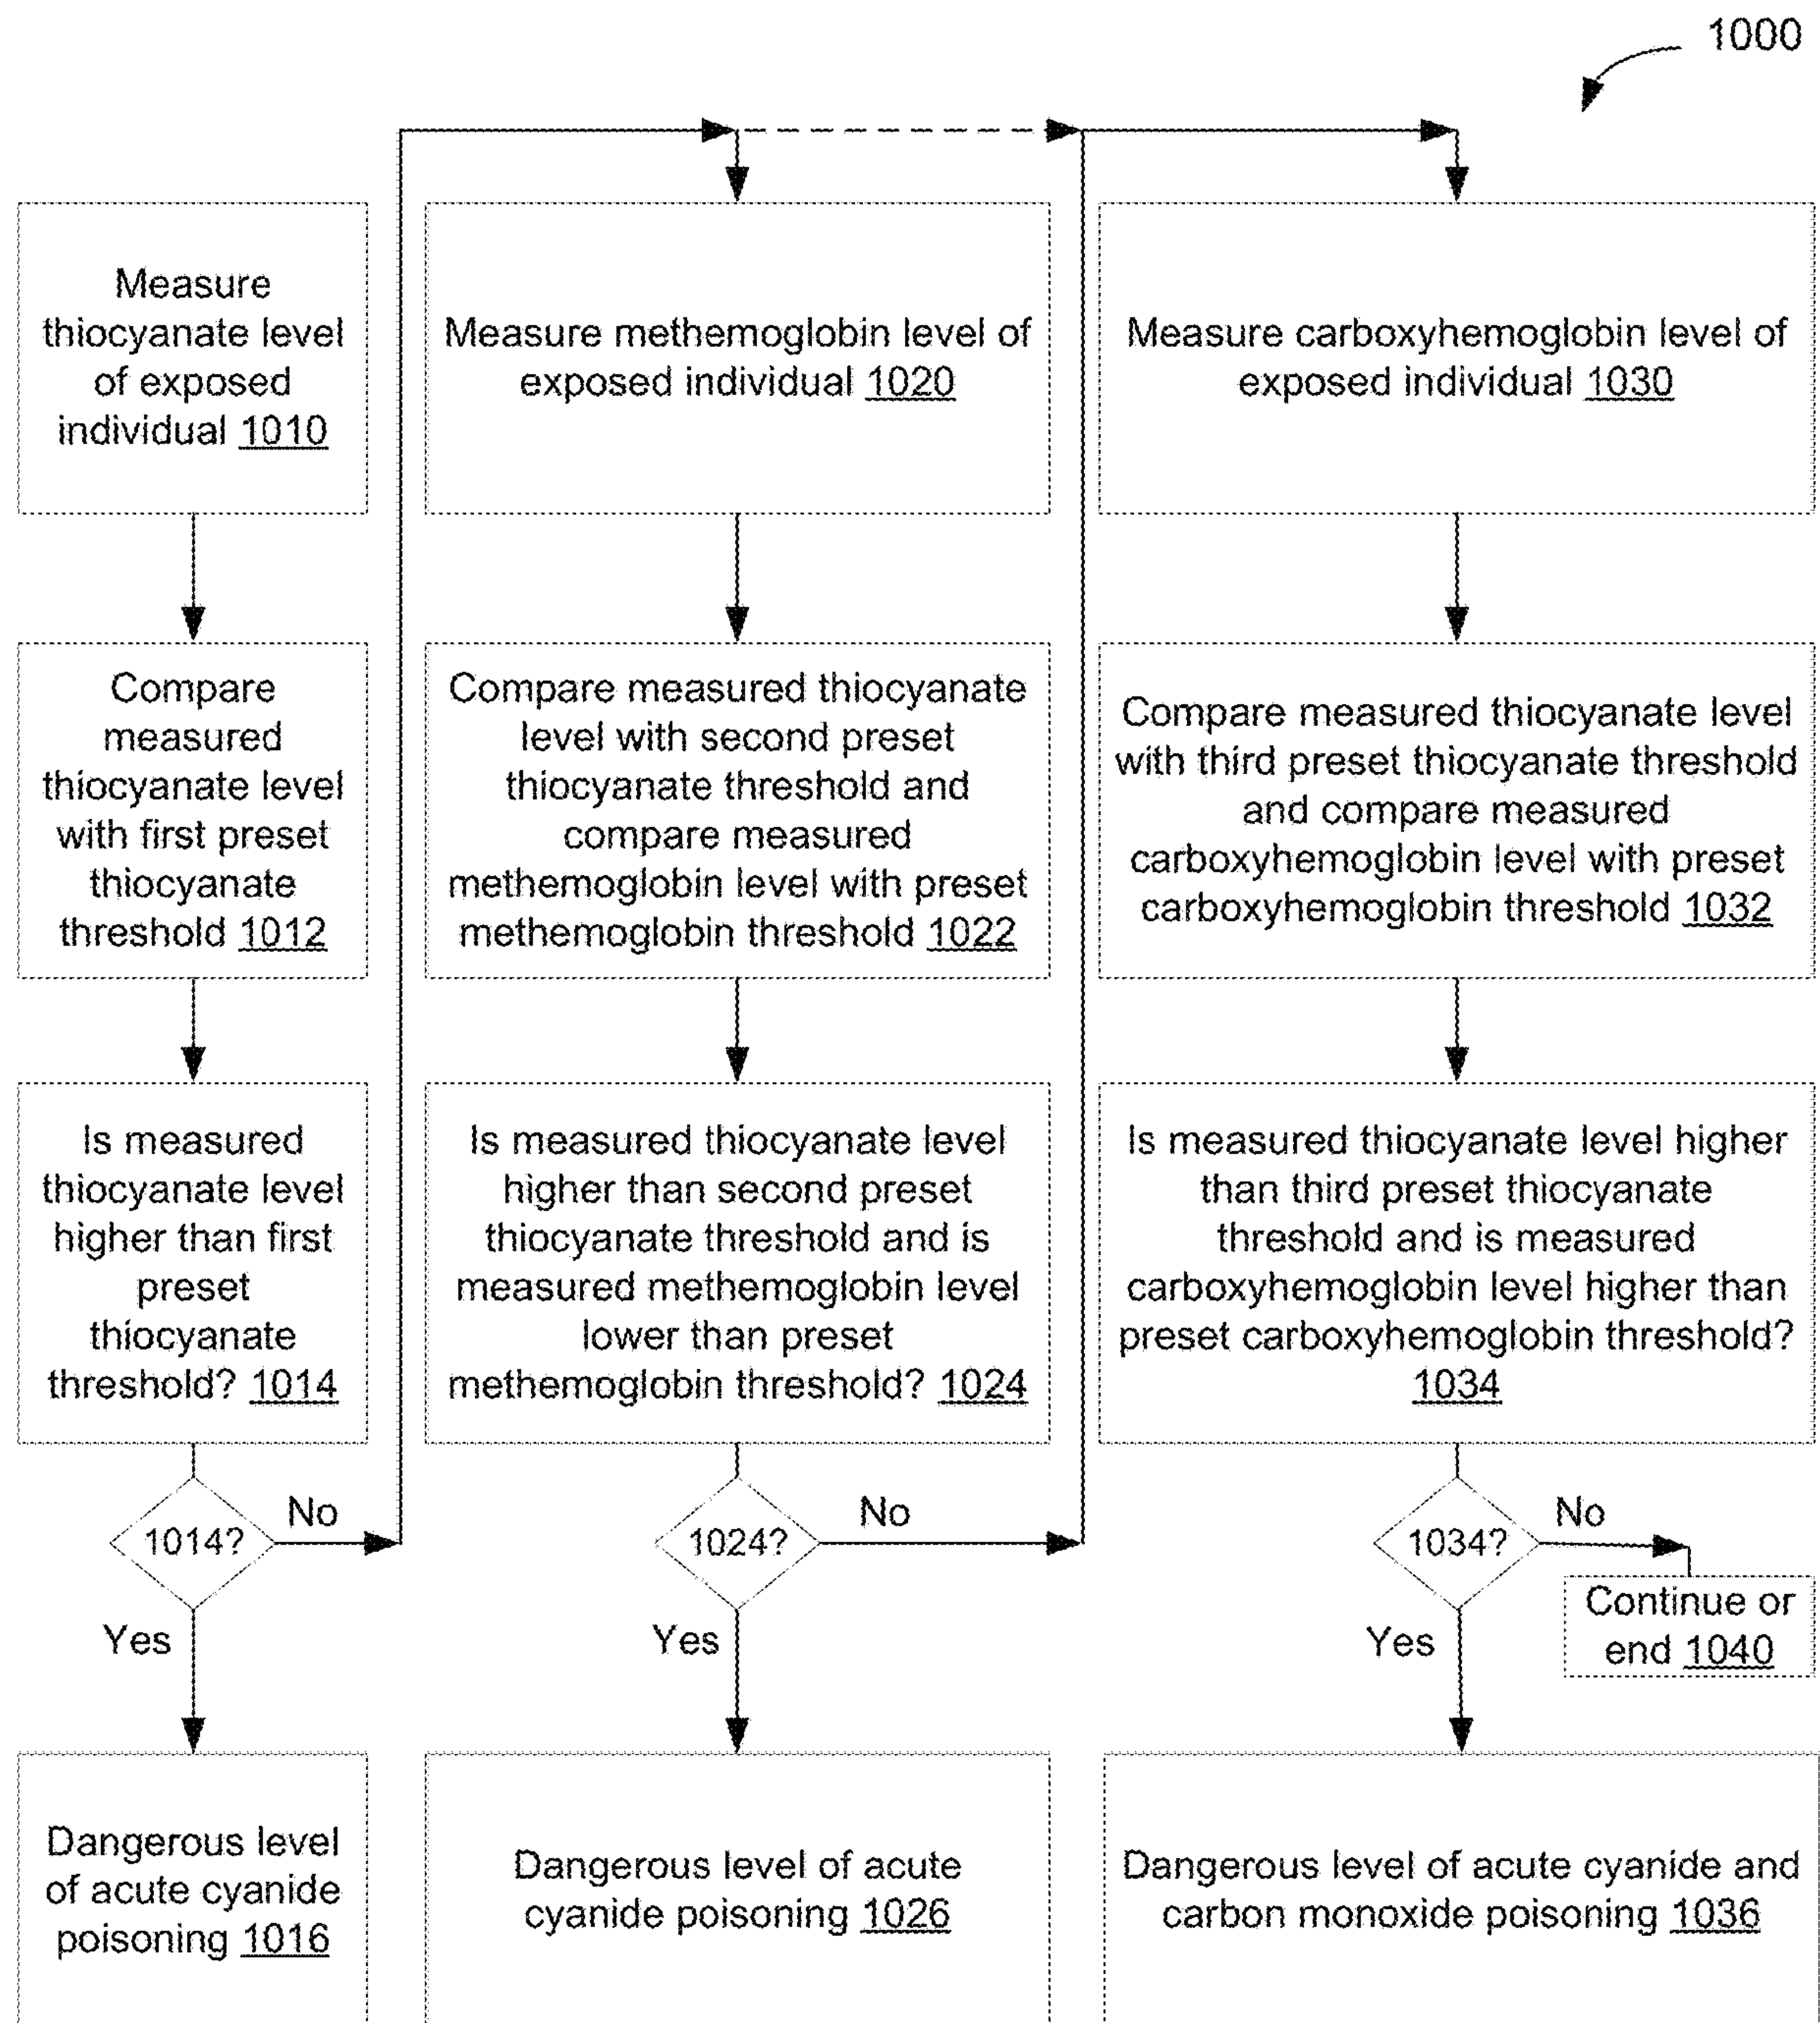 1000
Measure
thiocyanate level
of exposed
individual 1010
Measure methemoglobin level of
exposed individual 1020
Measure carboxyhemoglobin level of
exposed individual 1030
Compare
measured
thiocyanate level
with first preset
thiocyanate
threshold 1012
Compare measured thiocyanate
level with second preset
thiocyanate threshold and
compare measured
methemoglobin level with preset
methemoglobin threshold 1022
Compare measured thiocyanate level
with third preset thiocyanate threshold
and compare measured
carboxyhemoglobin level with preset
carboxyhemoglobin threshold 1032
Is measured
thiocyanate level
higher than first
preset
thiocyanate
threshold? 1014
Is measured thiocyanate level
higher than second preset
thiocyanate threshold and is
measured methemoglobin level
lower than preset
methemoglobin threshold? 1024
Is measured thiocyanate level higher
than third preset thiocyanate
threshold and is measured
carboxyhemoglobin level higher than
preset carboxyhemoglobin threshold?
1034
1014?
No
Yes
1024?
No
Yes
1034?
No
Yes
Continue or
end 1040
Dangerous level
of acute cyanide
poisoning 1016
Dangerous level of acute
cyanide poisoning 1026
Dangerous level of acute cyanide and
carbon monoxide poisoning 1036